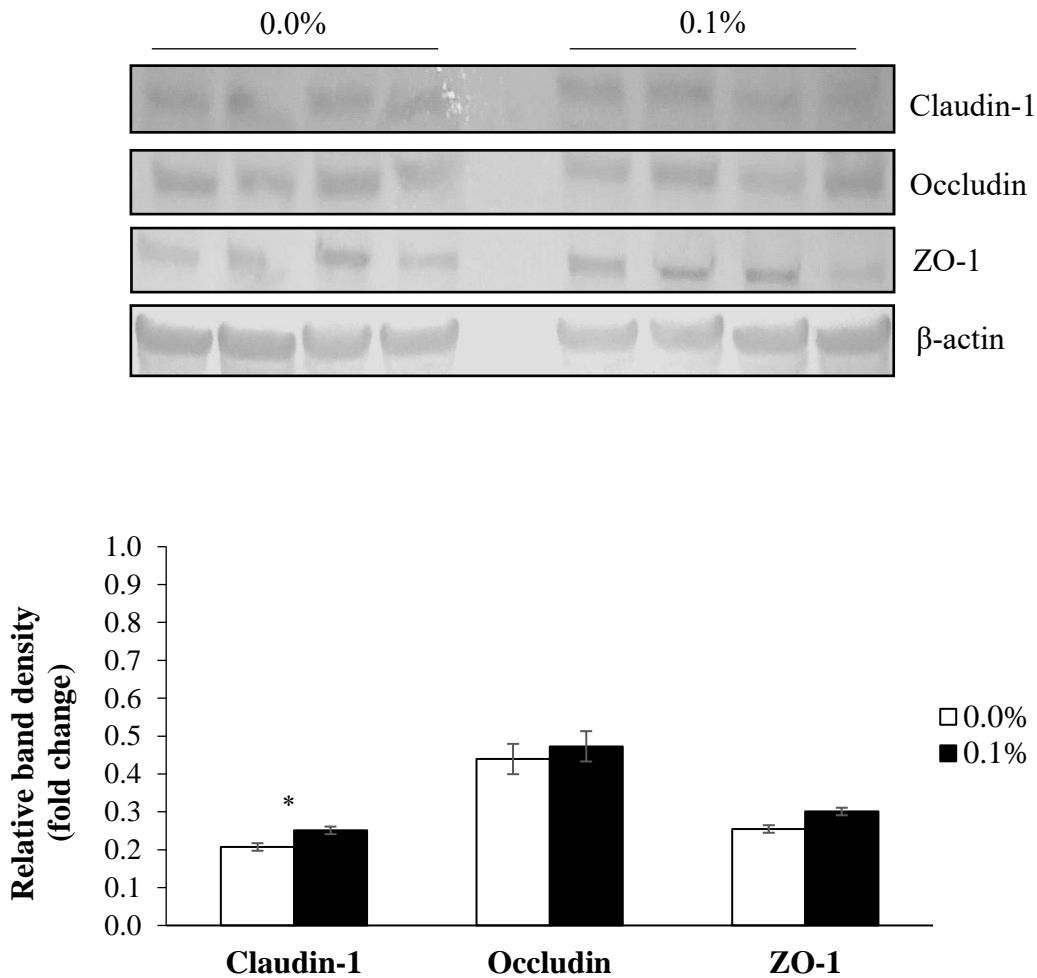 0.0% 0.1%
Claudin-1
Occludin
ZO-1
β-actin
Relative band density
(fold change)
1.0
0.9
0.8
0.7
0.6
0.5
0.4
0.3
0.2
0.1
0.0
*
Claudin-1 Occludin ZO-1
0.0%
0.1%